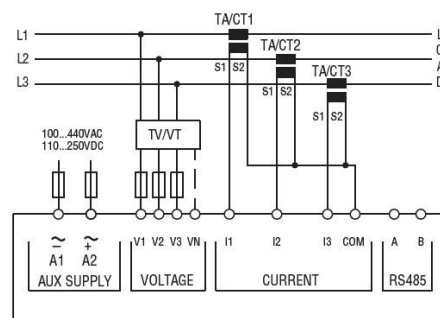 TA/CT1
L1
L
TA/CT2
L2
O
S1 S2
A
TA/CT3
L3
D
S1 S2
S1 S2
100...440VAC
110...250VDC
TV/VT
V1 V2 V3 VN I1 I2 I3 COM A B
~ ~
− +
A1 A2
AUX SUPPLY VOLTAGE CURRENT RS485